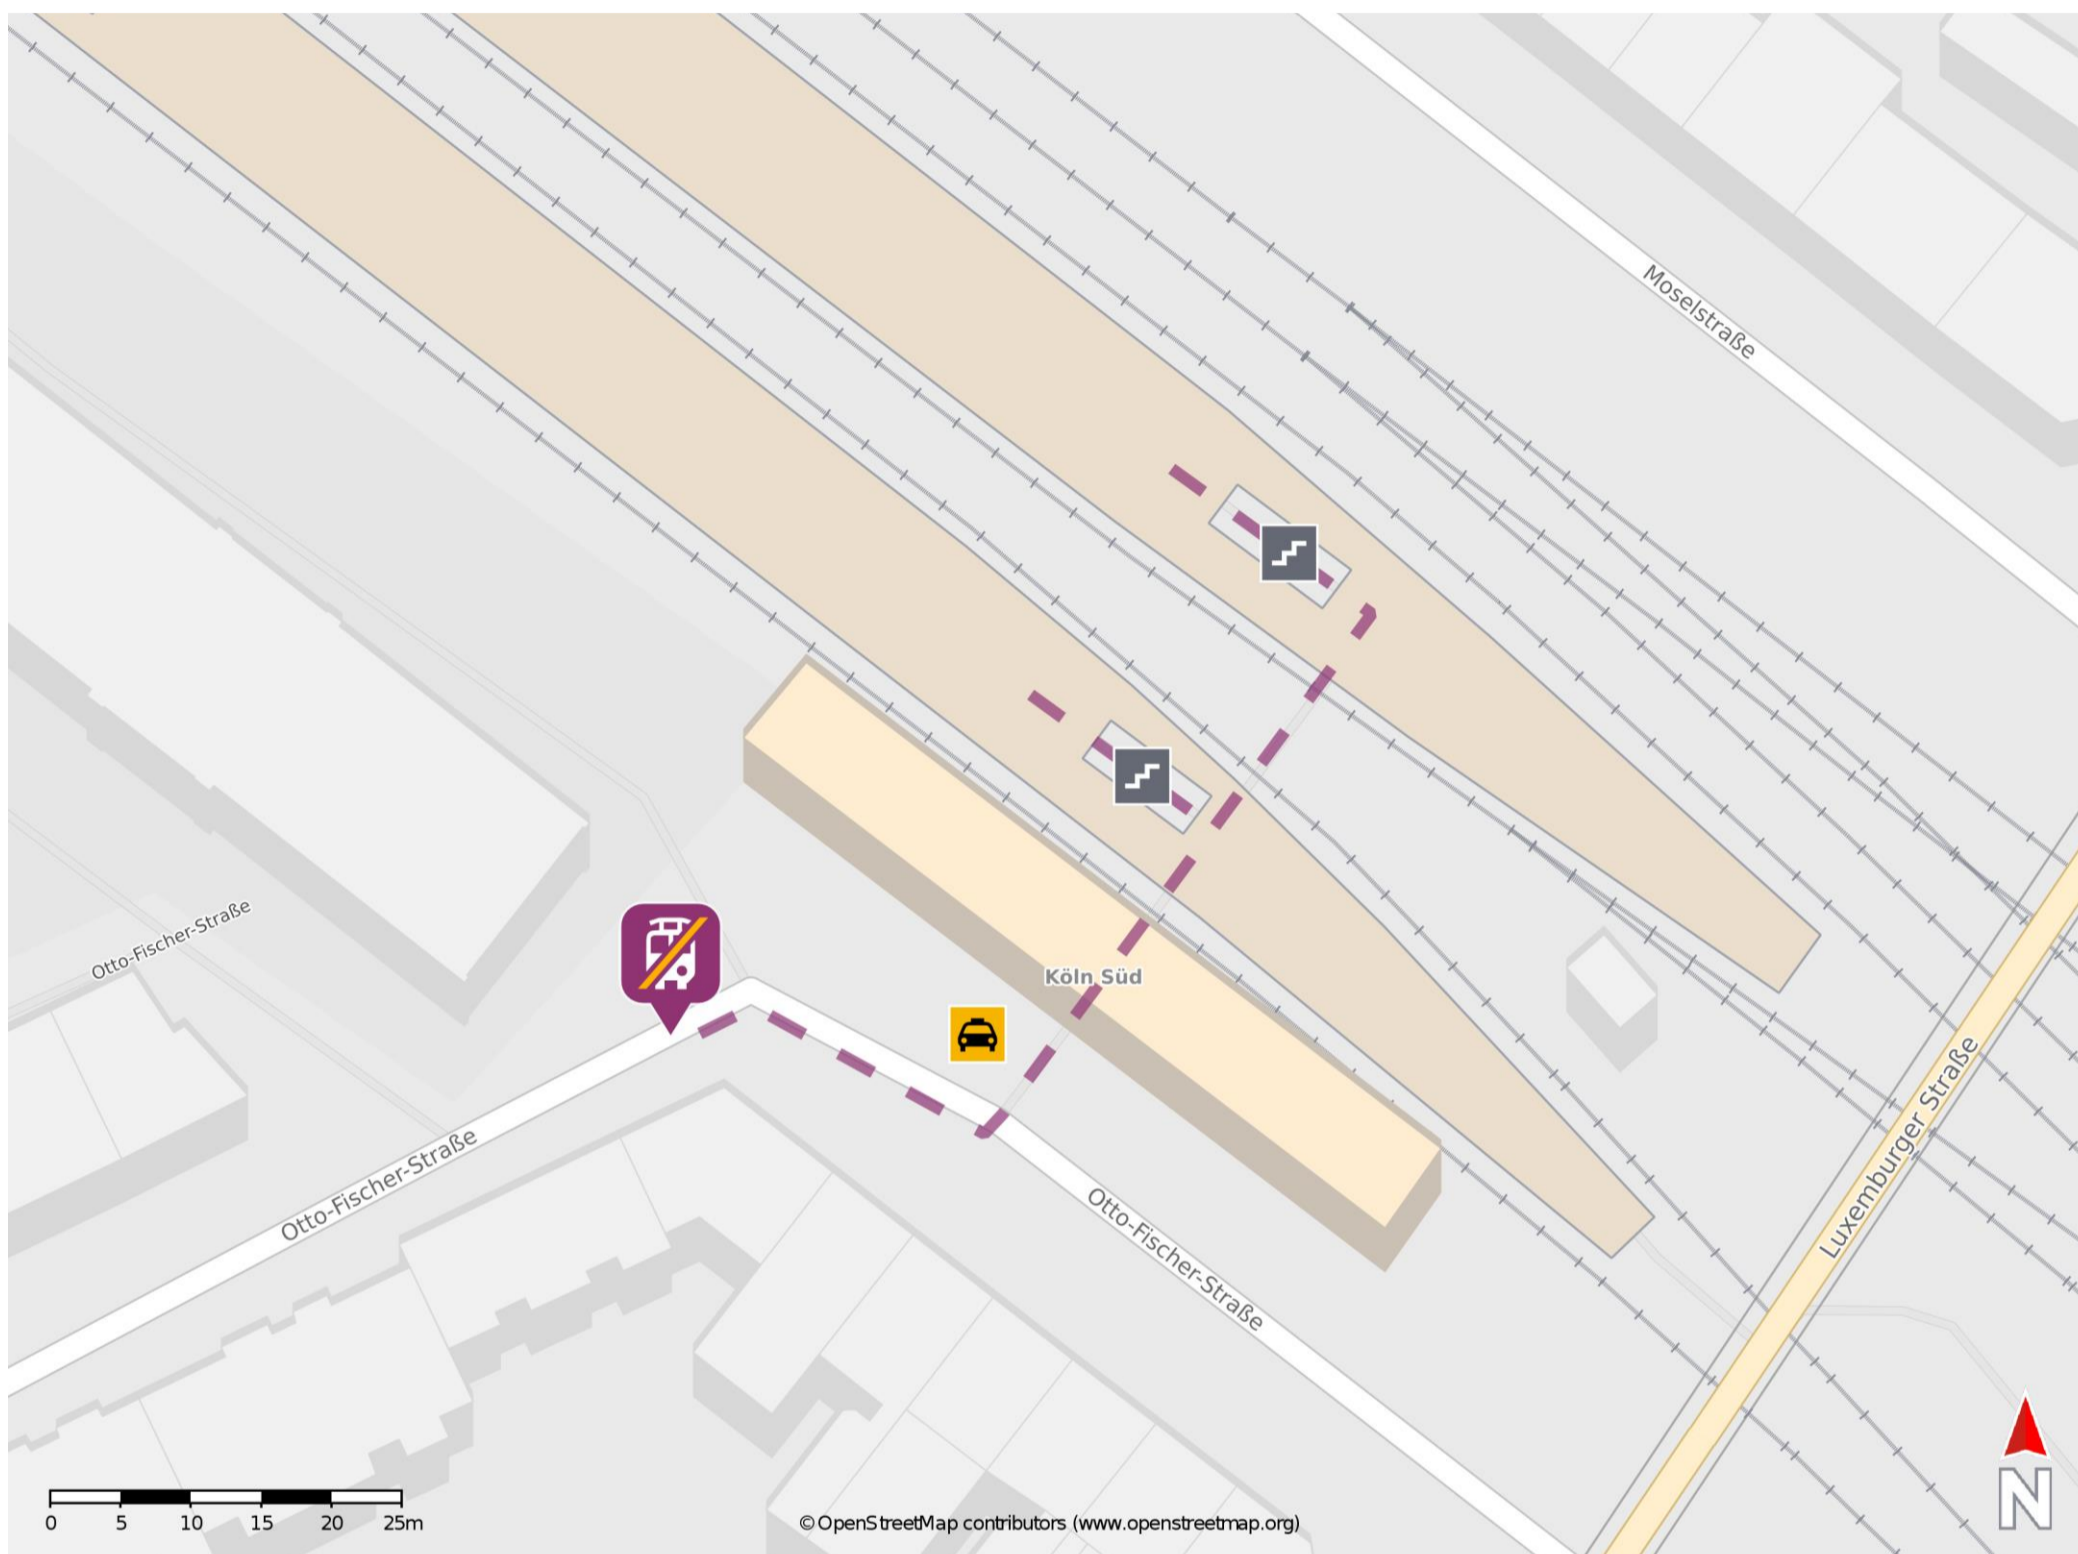 Moselstraße
Otto-Fischer-Straße
Köln Süd
Otto-Fischer-Straße
Otto-Fischer-Straße
Luxemburger Straße
0 5 10 15 20 25m
© OpenStreetMap contributors (www.openstreetmap.org)
N